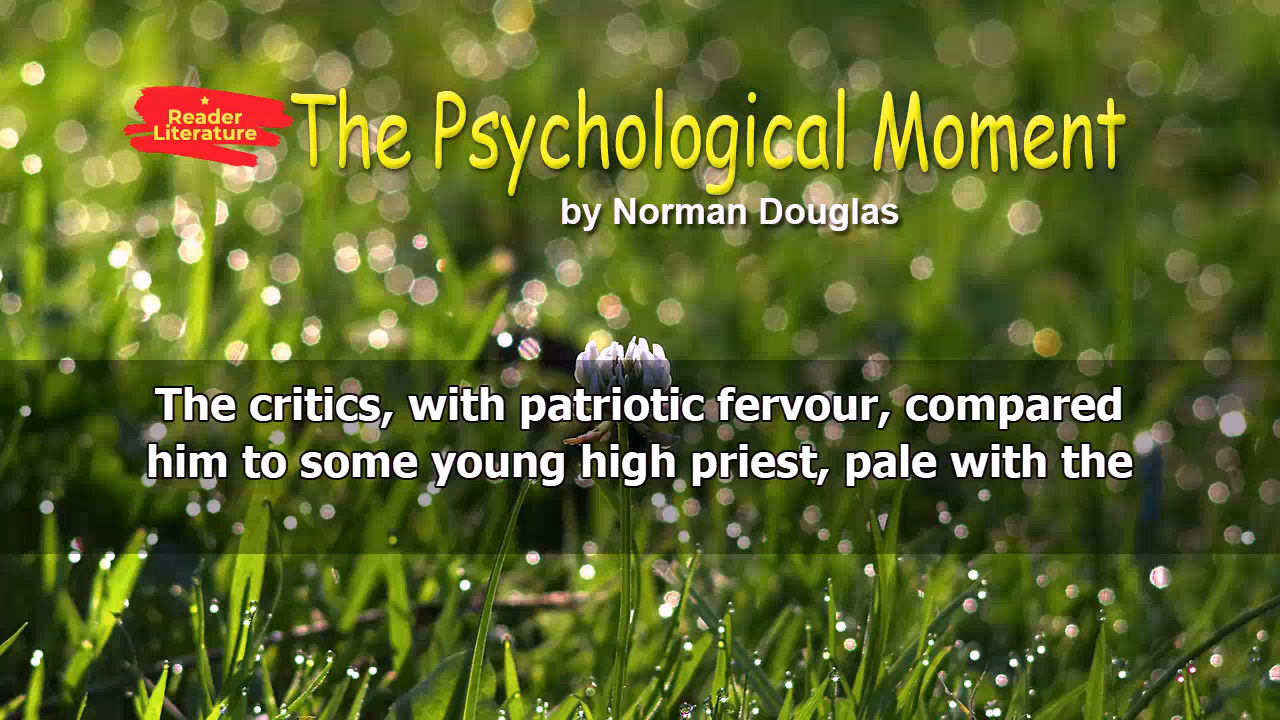 Reader
Literature
The Psychological Moment
by Norman Douglas
The critics, with patriotic fervour, compared
him to some young high priest, pale with the